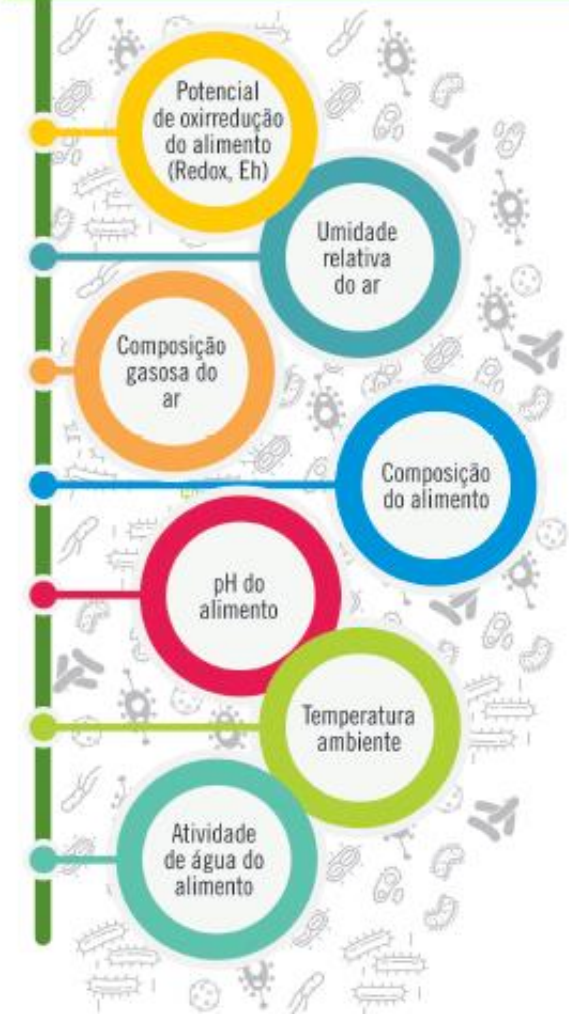 Potencial
de oxirredução
do alimento
(Redox, Eh)
Umidade
relativa
do ar
Composição
gasosa do
ar
Composição
do alimento
pH do
alimento
Temperatura
ambiente
Atividade
de água do
alimento